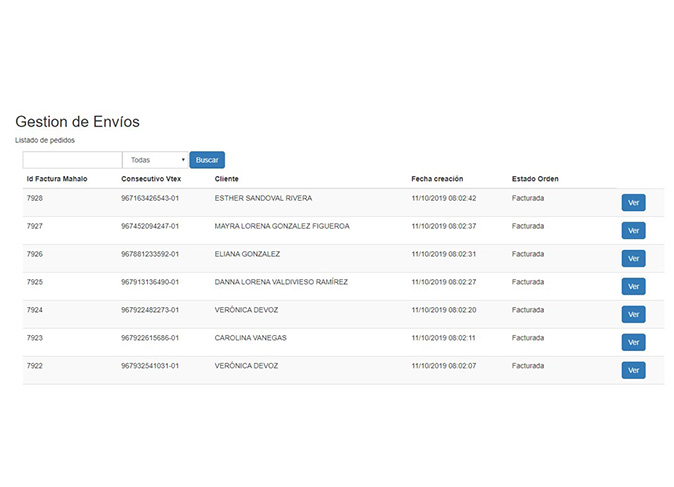 Gestion de Envíos
Listado de pedidos
Todas Buscar
Id Factura Mahalo Consecutivo Vtex Cliente Fecha creación Estado Orden
7928 967163426543-01 ESTHER SANDOVAL RIVERA 11/10/2019 08:02:42 Facturada Ver
7927 967452094247-01 MAYRA LORENA GONZALEZ FIGUEROA 11/10/2019 08:02:37 Facturada Ver
7926 967881233592-01 ELIANA GONZALEZ 11/10/2019 08:02:31 Facturada Ver
7925 967913136490-01 DANNA LORENA VALDIVIESO RAMÍREZ 11/10/2019 08:02:27 Facturada Ver
7924 967922482273-01 VERÓNICA DEVOZ 11/10/2019 08:02:20 Facturada Ver
7923 967922615686-01 CAROLINA VANEGAS 11/10/2019 08:02:11 Facturada Ver
7922 967932541031-01 VERÓNICA DEVOZ 11/10/2019 08:02:07 Facturada Ver